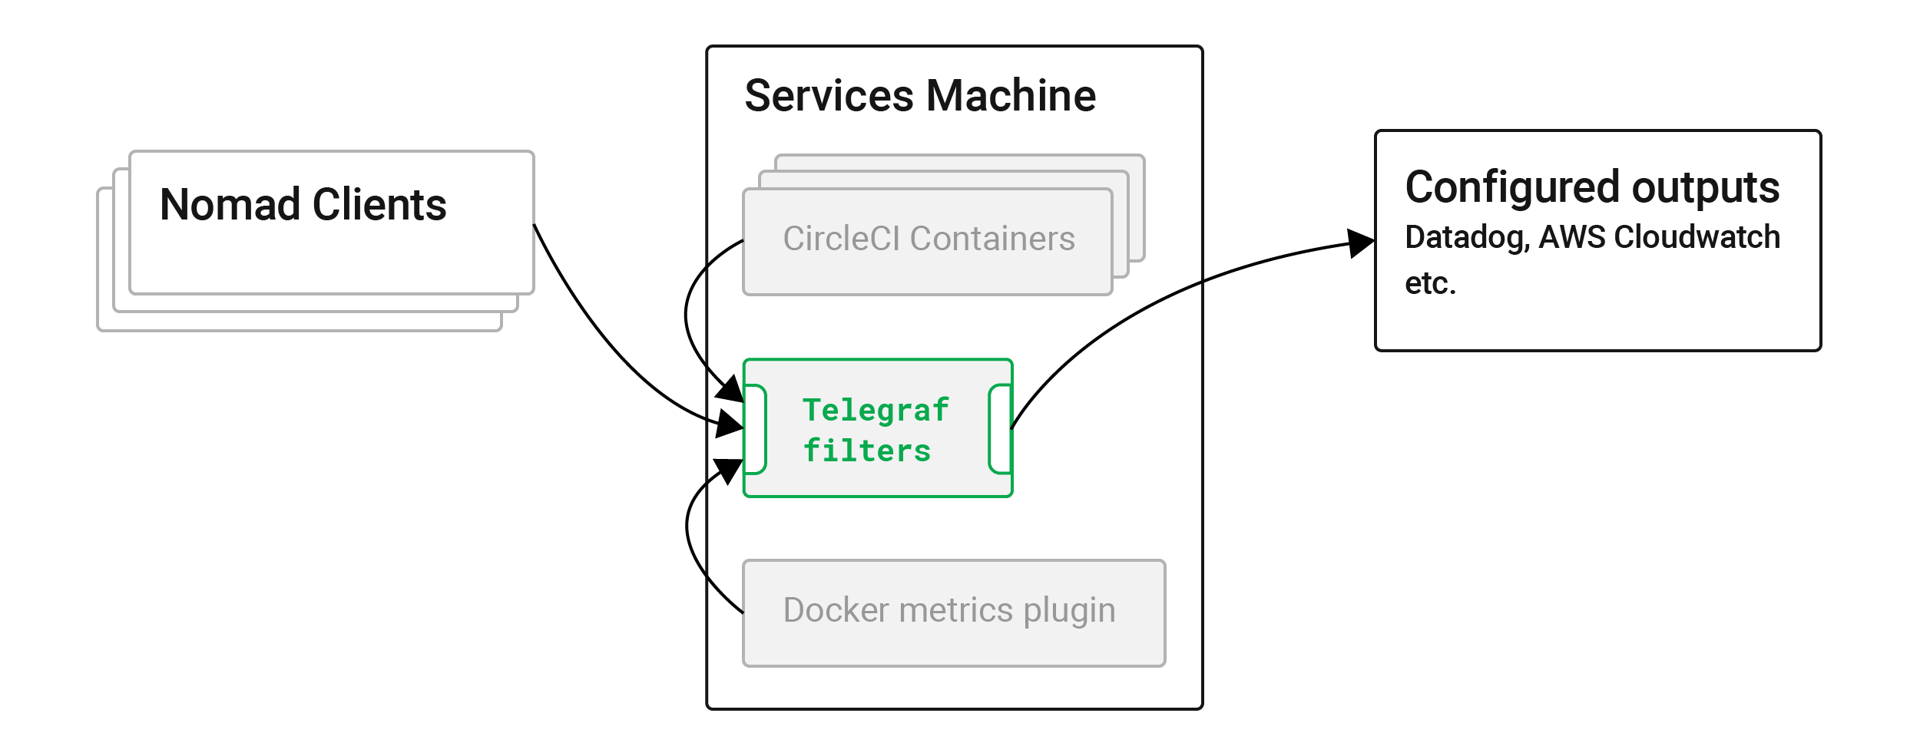 Services Machine
Nomad Clients
CircleCI Containers
Telegraf
filters
Docker metrics plugin
Configured outputs
Datadog, AWS Cloudwatch
etc.